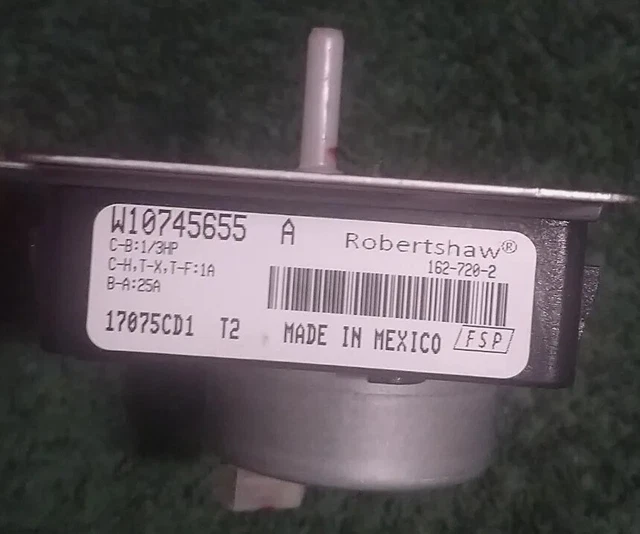 W10745655 A Robertshaw®
C-B:1/3HP
C-H,T-X,T-F:1A 162-720-2
B-A:25A
17075CD1 T2 MADE IN MEXICO FSP